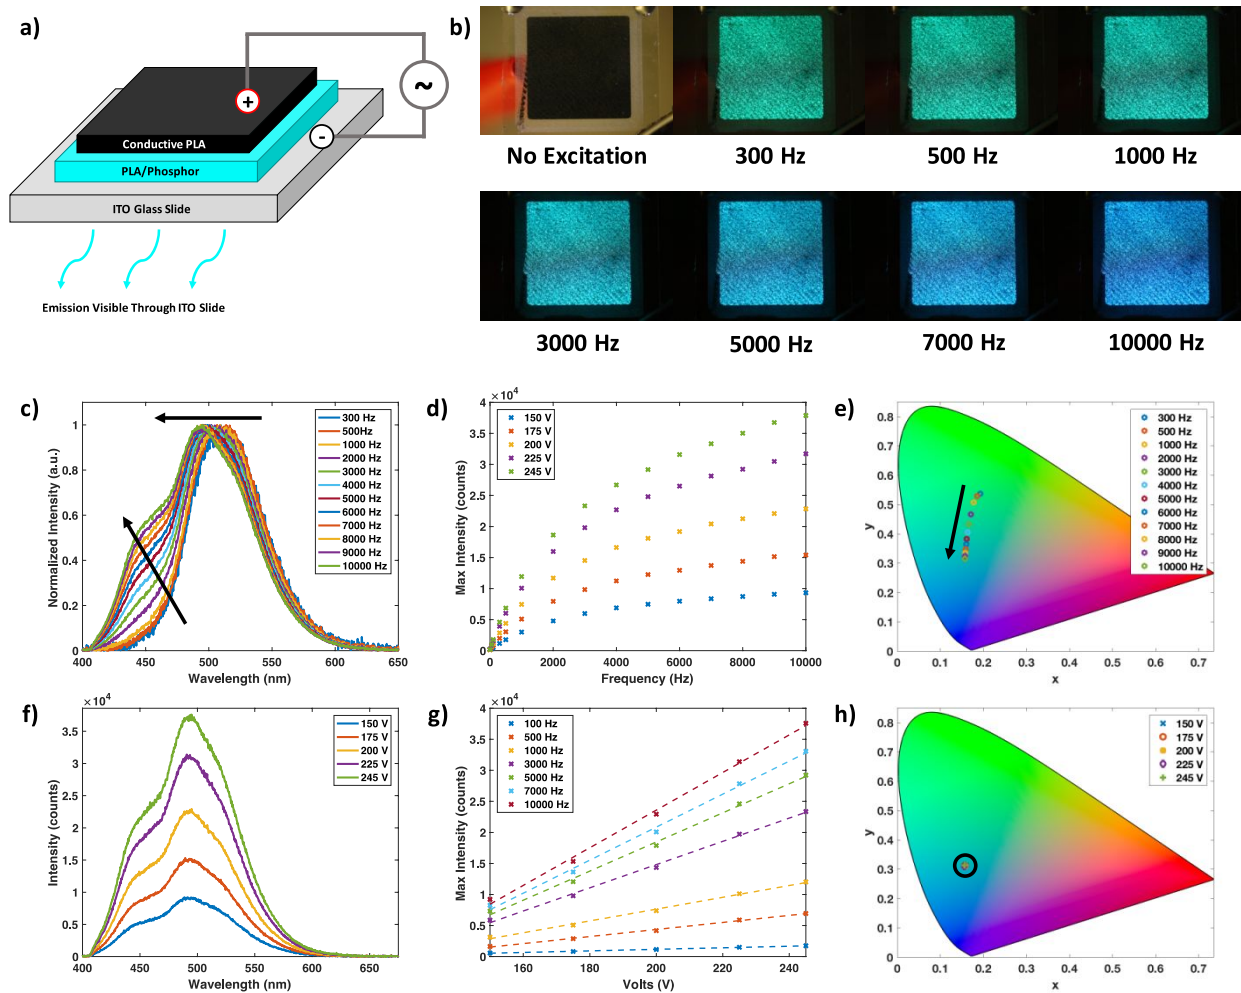 a)
+
~
-
Conductive PLA
PLA/Phosphor
ITO Glass Slide
Emission Visible Through ITO Slide
b)
No Excitation
300 Hz
500 Hz
1000 Hz
3000 Hz
5000 Hz
7000 Hz
10000 Hz
c)
Normalized Intensity (a.u.)
1
0.8
0.6
0.4
0.2
0
400
450
500
550
600
650
Wavelength (nm)
300 Hz
500Hz
1000 Hz
2000 Hz
3000 Hz
4000 Hz
5000 Hz
6000 Hz
7000 Hz
8000 Hz
9000 Hz
10000 Hz
d)
×10⁴
Max Intensity (counts)
4
3.5
3
2.5
2
1.5
1
0.5
0
0
2000
4000
6000
8000
10000
Frequency (Hz)
150 V
175 V
200 V
225 V
245 V
e)
y
0.8
0.7
0.6
0.5
0.4
0.3
0.2
0.1
0
0
0.1
0.2
0.3
0.4
0.5
0.6
0.7
x
300 Hz
500 Hz
1000 Hz
2000 Hz
3000 Hz
4000 Hz
5000 Hz
6000 Hz
7000 Hz
8000 Hz
9000 Hz
10000 Hz
f)
×10⁴
Intensity (counts)
4
3.5
3
2.5
2
1.5
1
0.5
0
400
450
500
550
600
650
Wavelength (nm)
150 V
175 V
200 V
225 V
245 V
g)
×10⁴
Max Intensity (counts)
4
3.5
3
2.5
2
1.5
1
0.5
0
160
180
200
220
240
Volts (V)
100 Hz
500 Hz
1000 Hz
3000 Hz
5000 Hz
7000 Hz
10000 Hz
h)
y
0.8
0.7
0.6
0.5
0.4
0.3
0.2
0.1
0
0
0.1
0.2
0.3
0.4
0.5
0.6
0.7
x
150 V
175 V
200 V
225 V
245 V